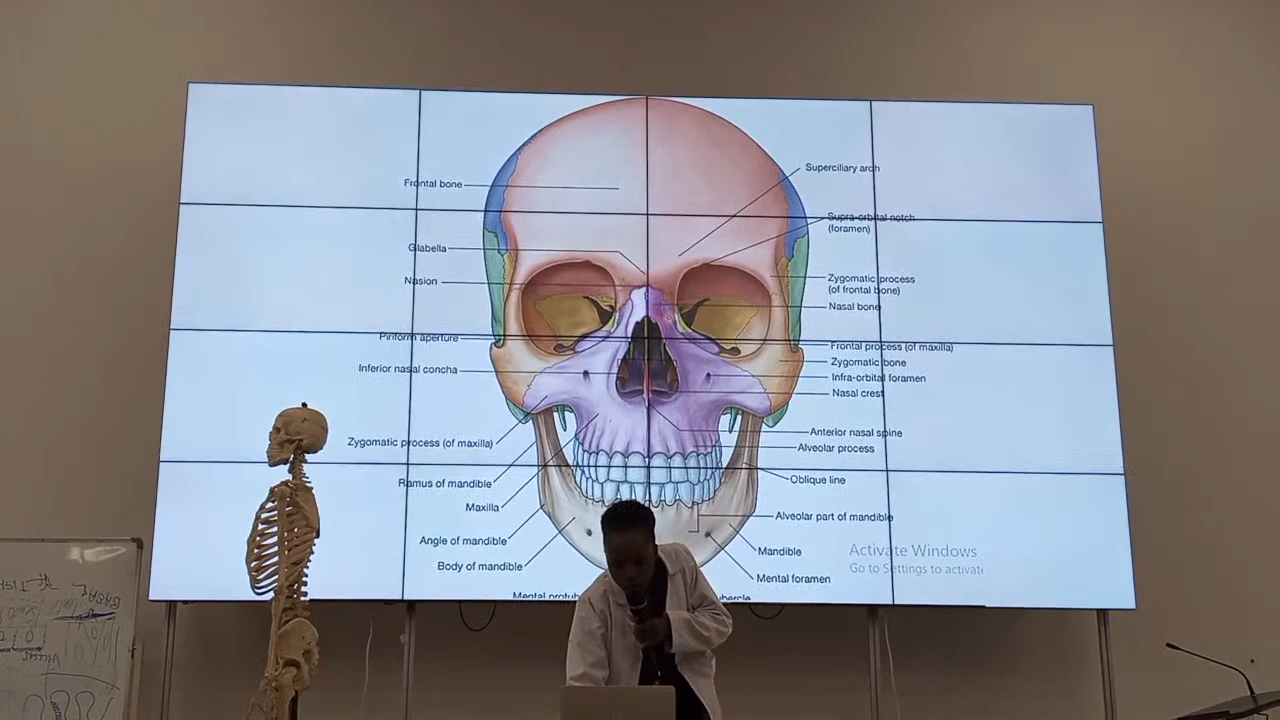 Frontal bone
Glabella
Nasion
Piriform aperture
Inferior nasal concha
Zygomatic process (of maxilla)
Ramus of mandible
Maxilla
Angle of mandible
Body of mandible
Superciliary arch
Supra-orbital notch
(foramen)
Zygomatic process
(of frontal bone)
Nasal bone
Frontal process (of maxilla)
Zygomatic bone
Infra-orbital foramen
Nasal crest
Anterior nasal spine
Alveolar process
Oblique line
Alveolar part of mandible
Mandible
Mental foramen
Activate Windows
Go to Settings to activate
Mental